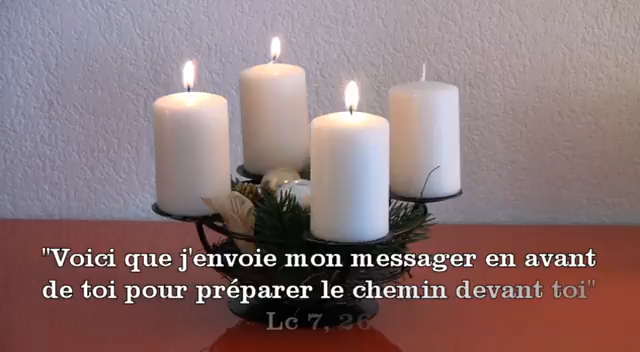 "Voici que j'envoie mon messager en avant
de toi pour préparer le chemin devant toi"
Lc 7, 26